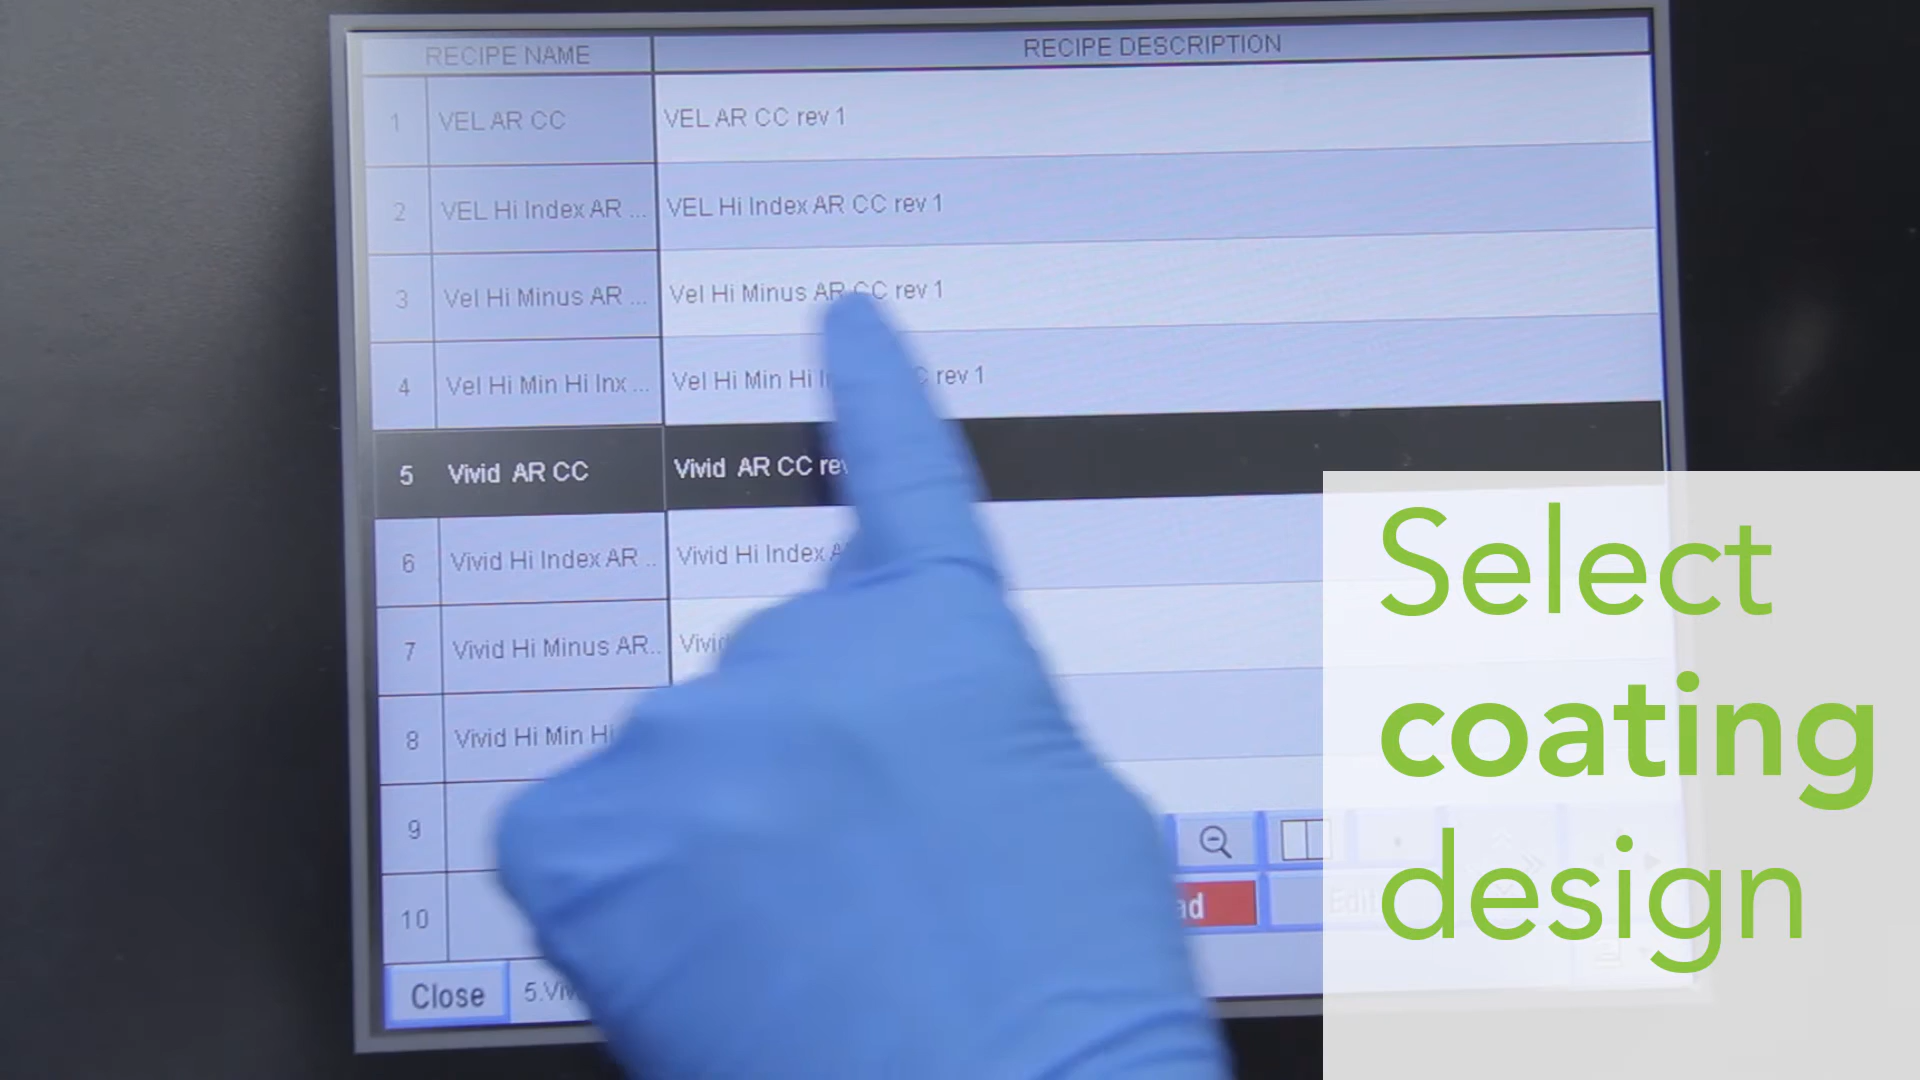 RECIPE NAME RECIPE DESCRIPTION
1 VEL AR CC VEL AR CC rev 1
2 VEL Hi Index AR ... VEL Hi Index AR CC rev 1
3 Vel Hi Minus AR ... Vel Hi Minus AR CC rev 1
4 Vel Hi Min Hi Inx ... Vel Hi Min Hi rev 1
5 Vivid AR CC Vivid AR CC
6 Vivid Hi Index AR .. Vivid Hi Index
7 Vivid Hi Minus AR..
8 Vivid Hi Min
9
10
Edit
Close
Select
coating
design